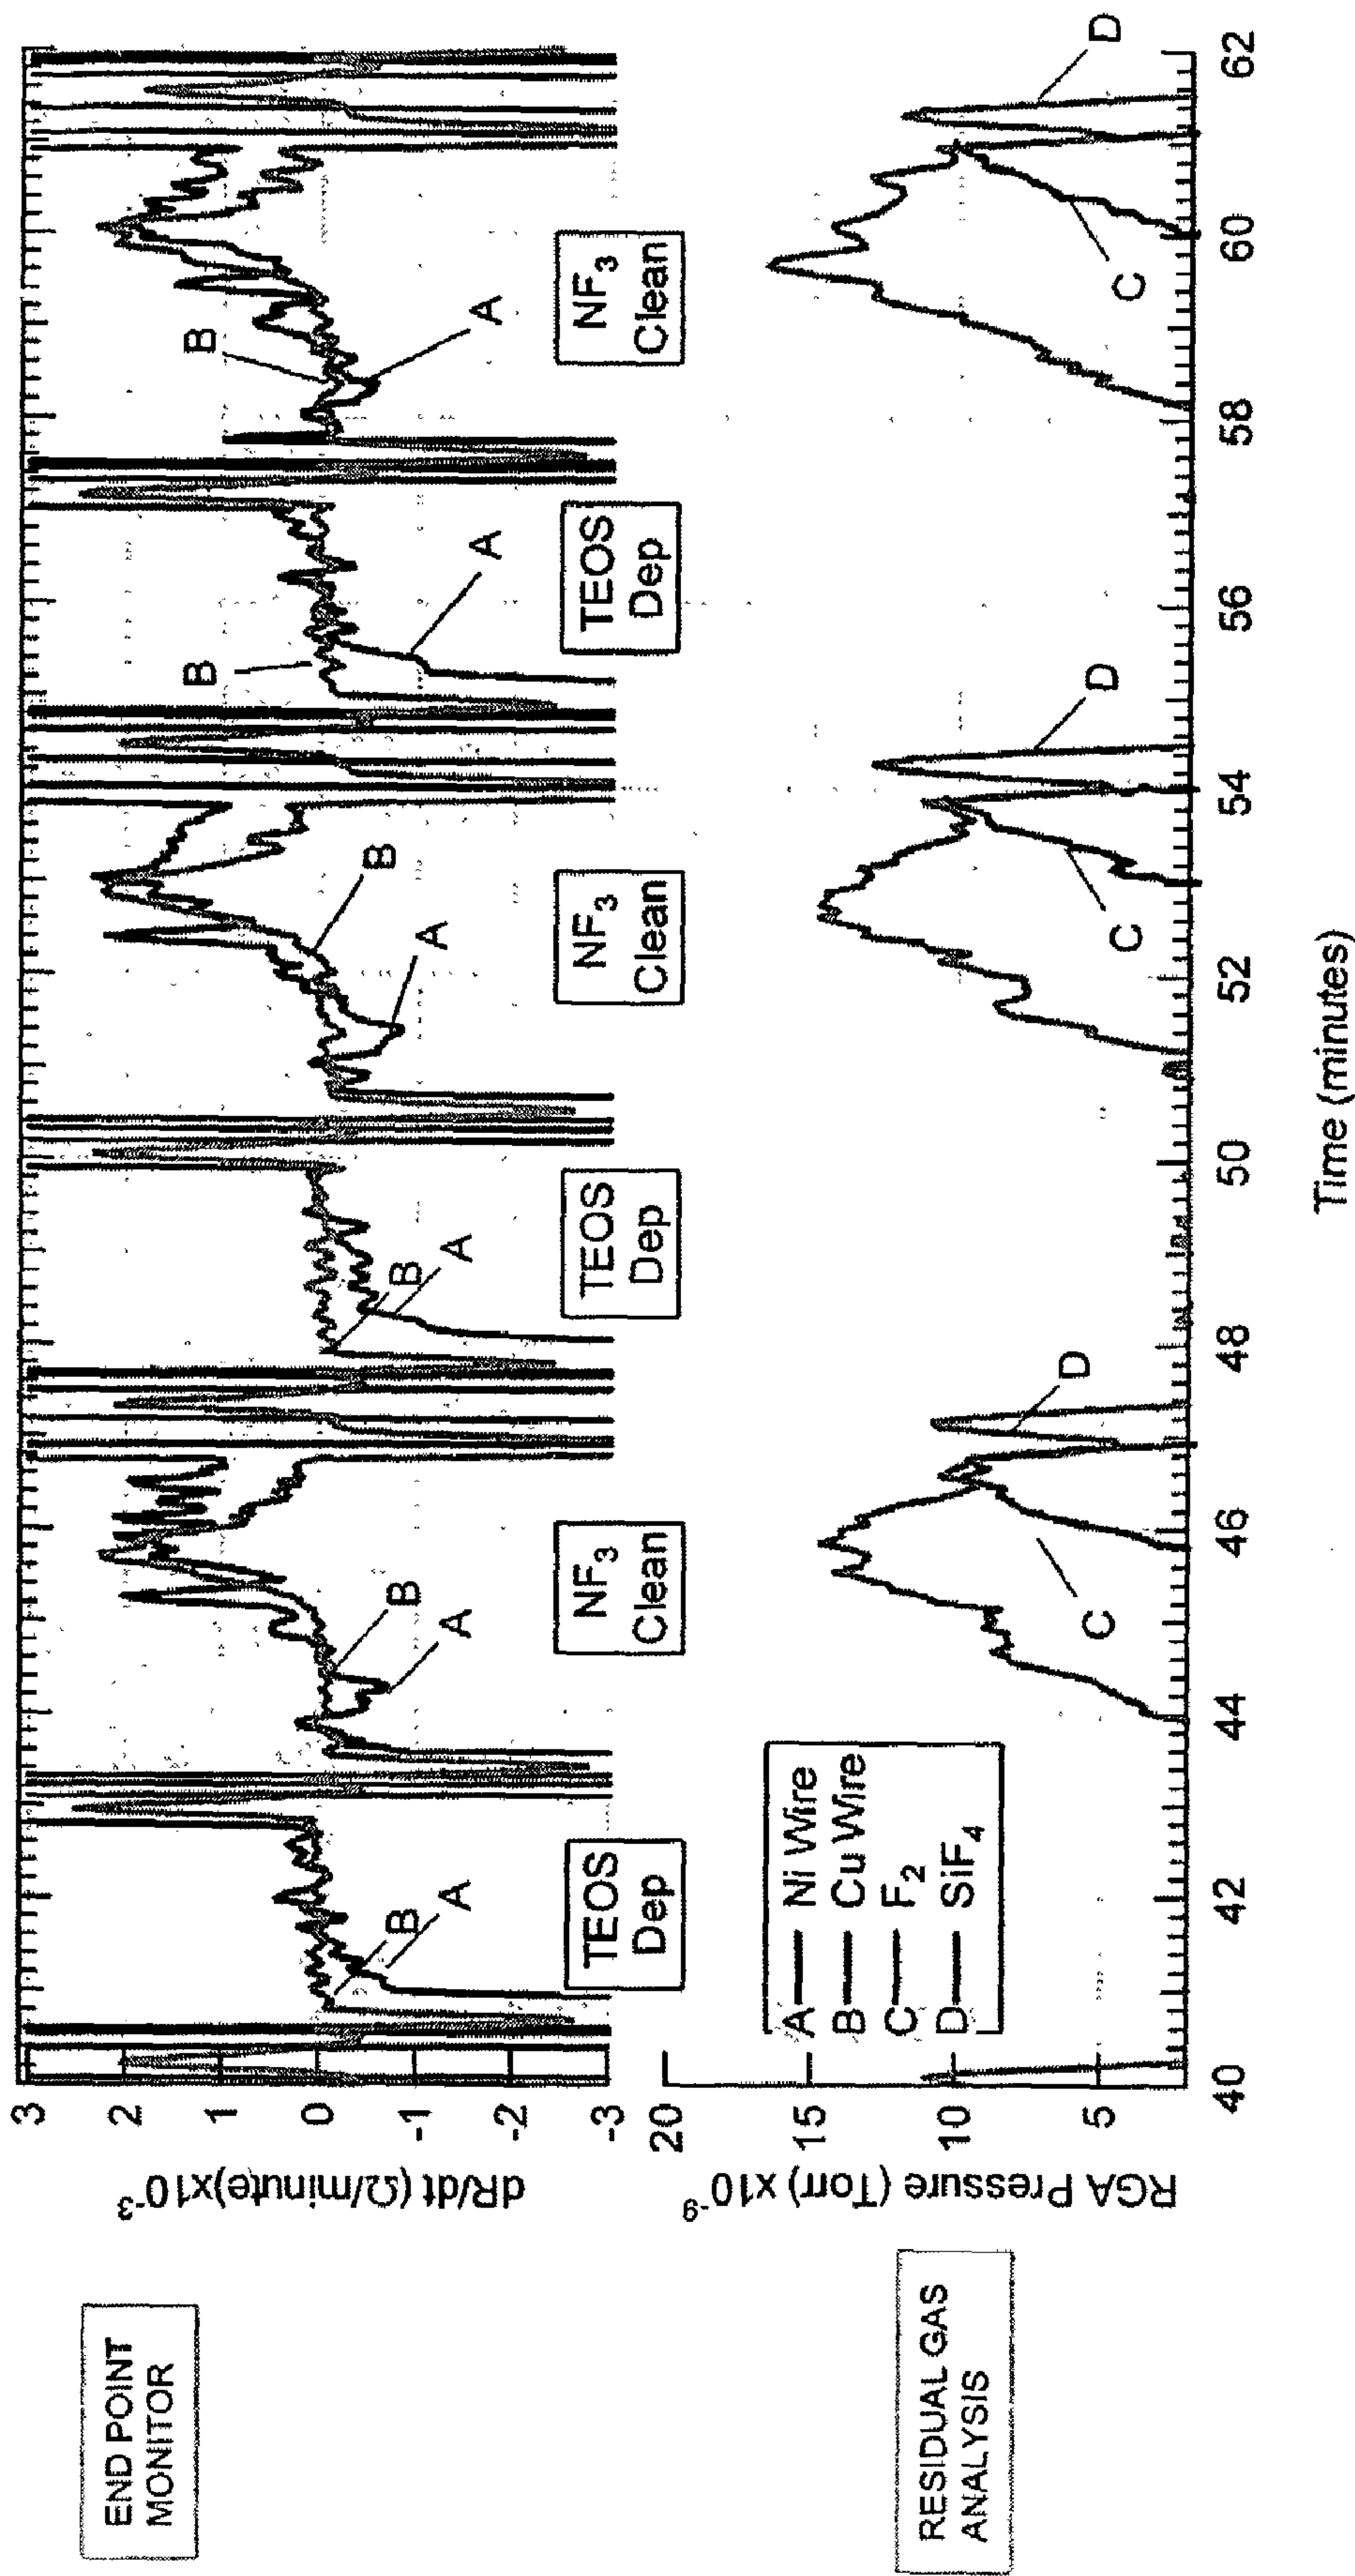 END POINT
MONITOR
dR/dt (Ω/minute)x10⁻³
3
2
1
0
-1
-2
-3
B
A
B
A
B
A
B
A
B
A
B
A
TEOS
Dep
NF₃
Clean
TEOS
Dep
NF₃
Clean
TEOS
Dep
NF₃
Clean
RESIDUAL GAS
ANALYSIS
RGA Pressure (Torr) x10⁻⁹
20
15
10
5
A Ni Wire
B Cu Wire
C F₂
D SiF₄
C
D
C
D
C
D
40
42
44
46
48
50
52
54
56
58
60
62
Time (minutes)